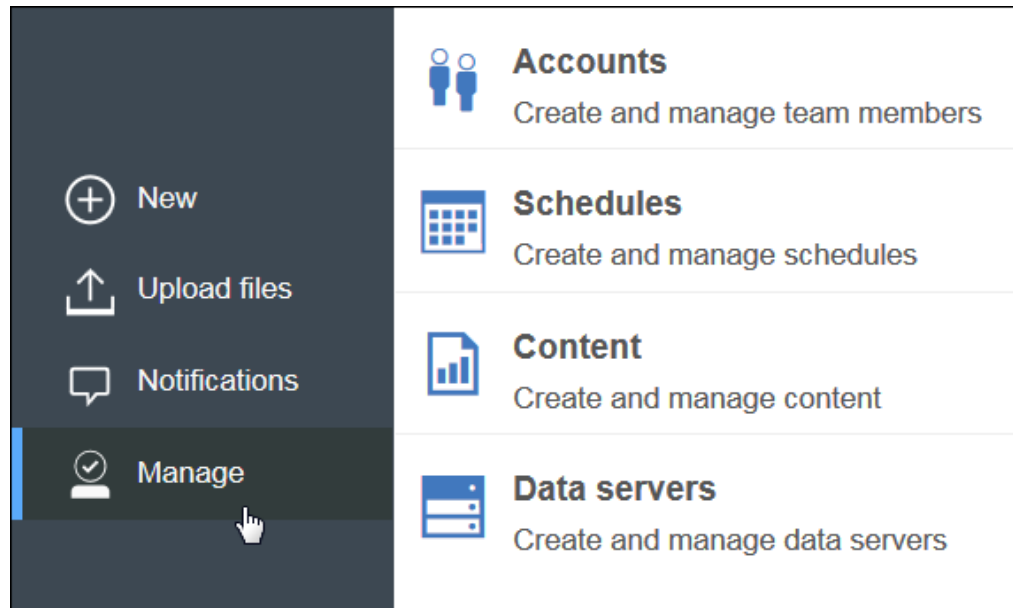 New
Upload files
Notifications
Manage
Accounts
Create and manage team members
Schedules
Create and manage schedules
Content
Create and manage content
Data servers
Create and manage data servers